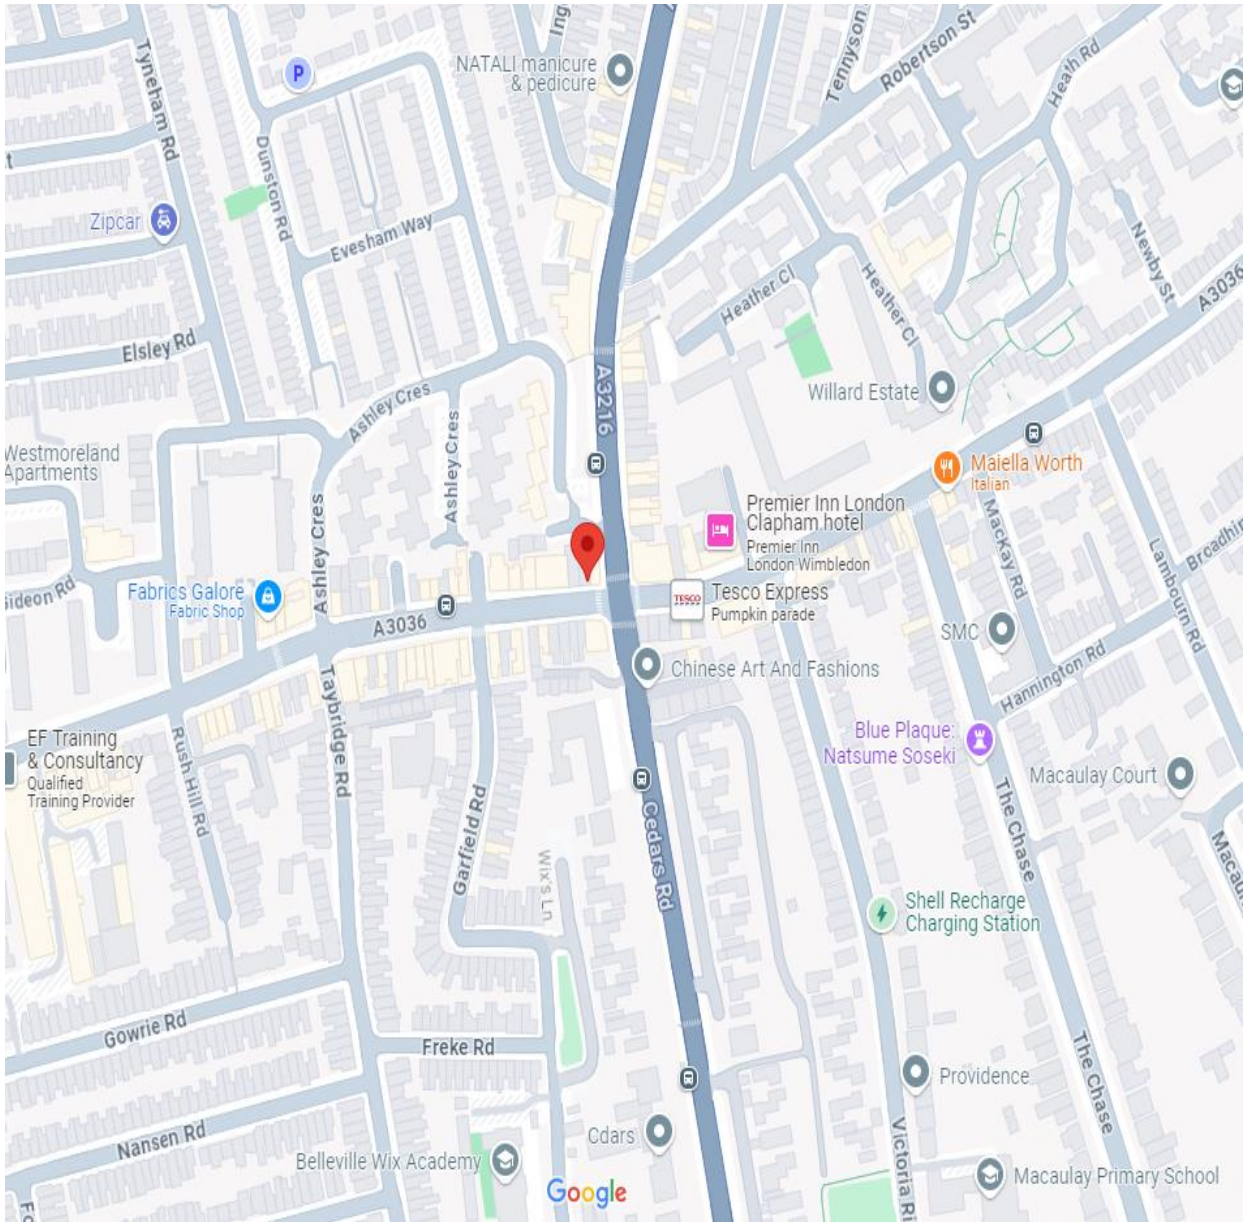 Ing
Tyneham Rd
NATALI manicure
& pedicure
Tennyson
Robertson St
Heath Rd
P
Dunston Rd
Zipcar
Evesham Way
Newby St
A3036
Heather Cl
Heather Cl
Elsley Rd
A3216
Willard Estate
Ashley Cres
Ashley Cres
Ashley Cres
Westmoreland
Apartments
Maiella Worth
Italian
Premier Inn London
Clapham hotel
Premier Inn
London Wimbledon
MacKay Rd
Lambourn Rd
Broadhin
Gideon Rd
Fabrics Galore
Fabric Shop
A3036
TESCO
Tesco Express
Pumpkin parade
SMC
Hannington Rd
Chinese Art And Fashions
Taybridge Rd
Rush Hill Rd
EF Training
& Consultancy
Qualified
Training Provider
Blue Plaque:
Natsume Soseki
Macaulay Court
Garfield Rd
Wix's Ln
Cedars Rd
The Chase
Macaul
Shell Recharge
Charging Station
Gowrie Rd
Freke Rd
Providence
The Chase
Nansen Rd
Cdars
Belleville Wix Academy
Victoria Ri
Macaulay Primary School
Fo
Google